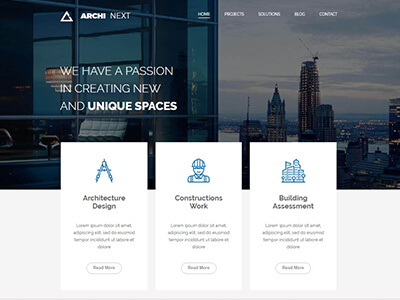 ARCHI NEXT
HOME PROJECTS SOLUTIONS BLOG CONTACT
WE HAVE A PASSION
IN CREATING NEW
AND UNIQUE SPACES
Architecture
Design
Lorem ipsum dolor sit amet,
consectetur adipiscing elit, sed do
eiusmod tempor incididunt ut labore
et dolore
Read More
Constructions
Work
Lorem ipsum dolor sit amet,
consectetur adipiscing elit, sed do
eiusmod tempor incididunt ut labore
et dolore
Read More
Building
Assessment
Lorem ipsum dolor sit amet,
consectetur adipiscing elit, sed do
eiusmod tempor incididunt ut labore
et dolore
Read More